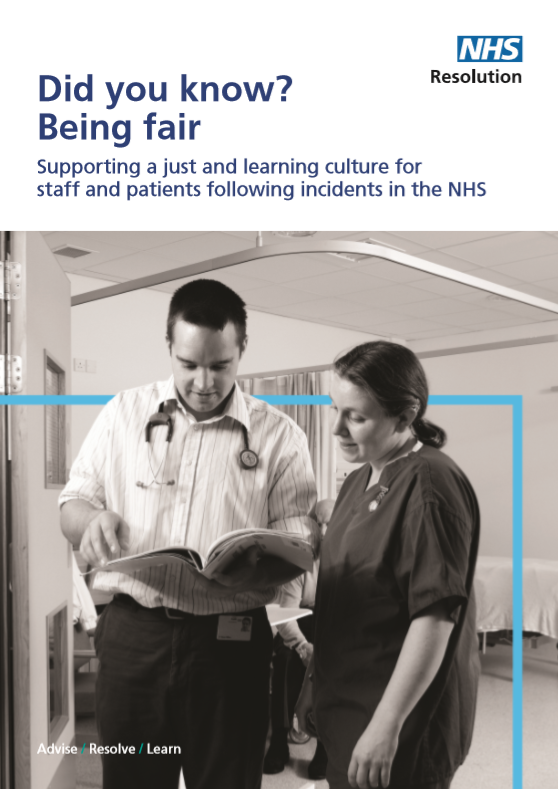 NHS
Resolution
Did you know?
Being fair
Supporting a just and learning culture for
staff and patients following incidents in the NHS
Advise / Resolve / Learn